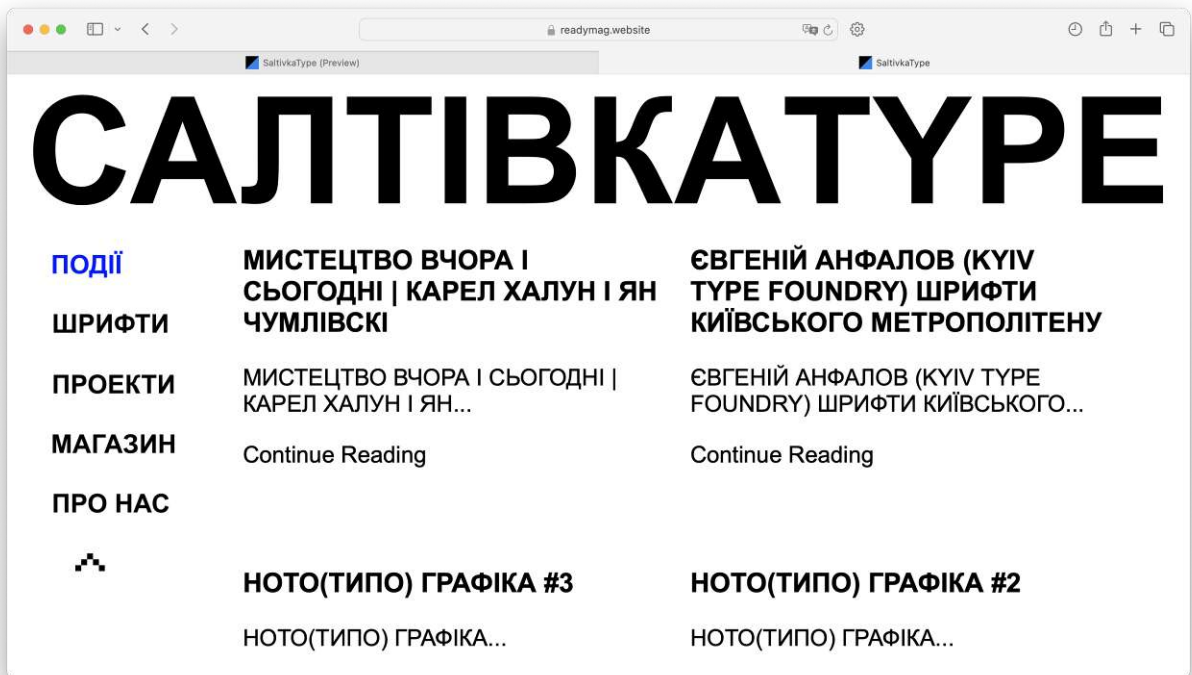 readymag.website
SaltivkaType (Preview)
SaltivkaType
САЛТІВКАTYPE
ПОДІЇ
ШРИФТИ
ПРОЕКТИ
МАГАЗИН
ПРО НАС
МИСТЕЦТВО ВЧОРА І
СЬОГОДНІ | КАРЕЛ ХАЛУН І ЯН
ЧУМЛІВСКІ
МИСТЕЦТВО ВЧОРА І СЬОГОДНІ |
КАРЕЛ ХАЛУН І ЯН...
Continue Reading
ЄВГЕНІЙ АНФАЛОВ (KYIV
TYPE FOUNDRY) ШРИФТИ
КИЇВСЬКОГО МЕТРОПОЛІТЕНУ
ЄВГЕНІЙ АНФАЛОВ (KYIV TYPE
FOUNDRY) ШРИФТИ КИЇВСЬКОГО...
Continue Reading
НОТО(ТИПО) ГРАФІКА #3
НОТО(ТИПО) ГРАФІКА...
НОТО(ТИПО) ГРАФІКА #2
НОТО(ТИПО) ГРАФІКА...